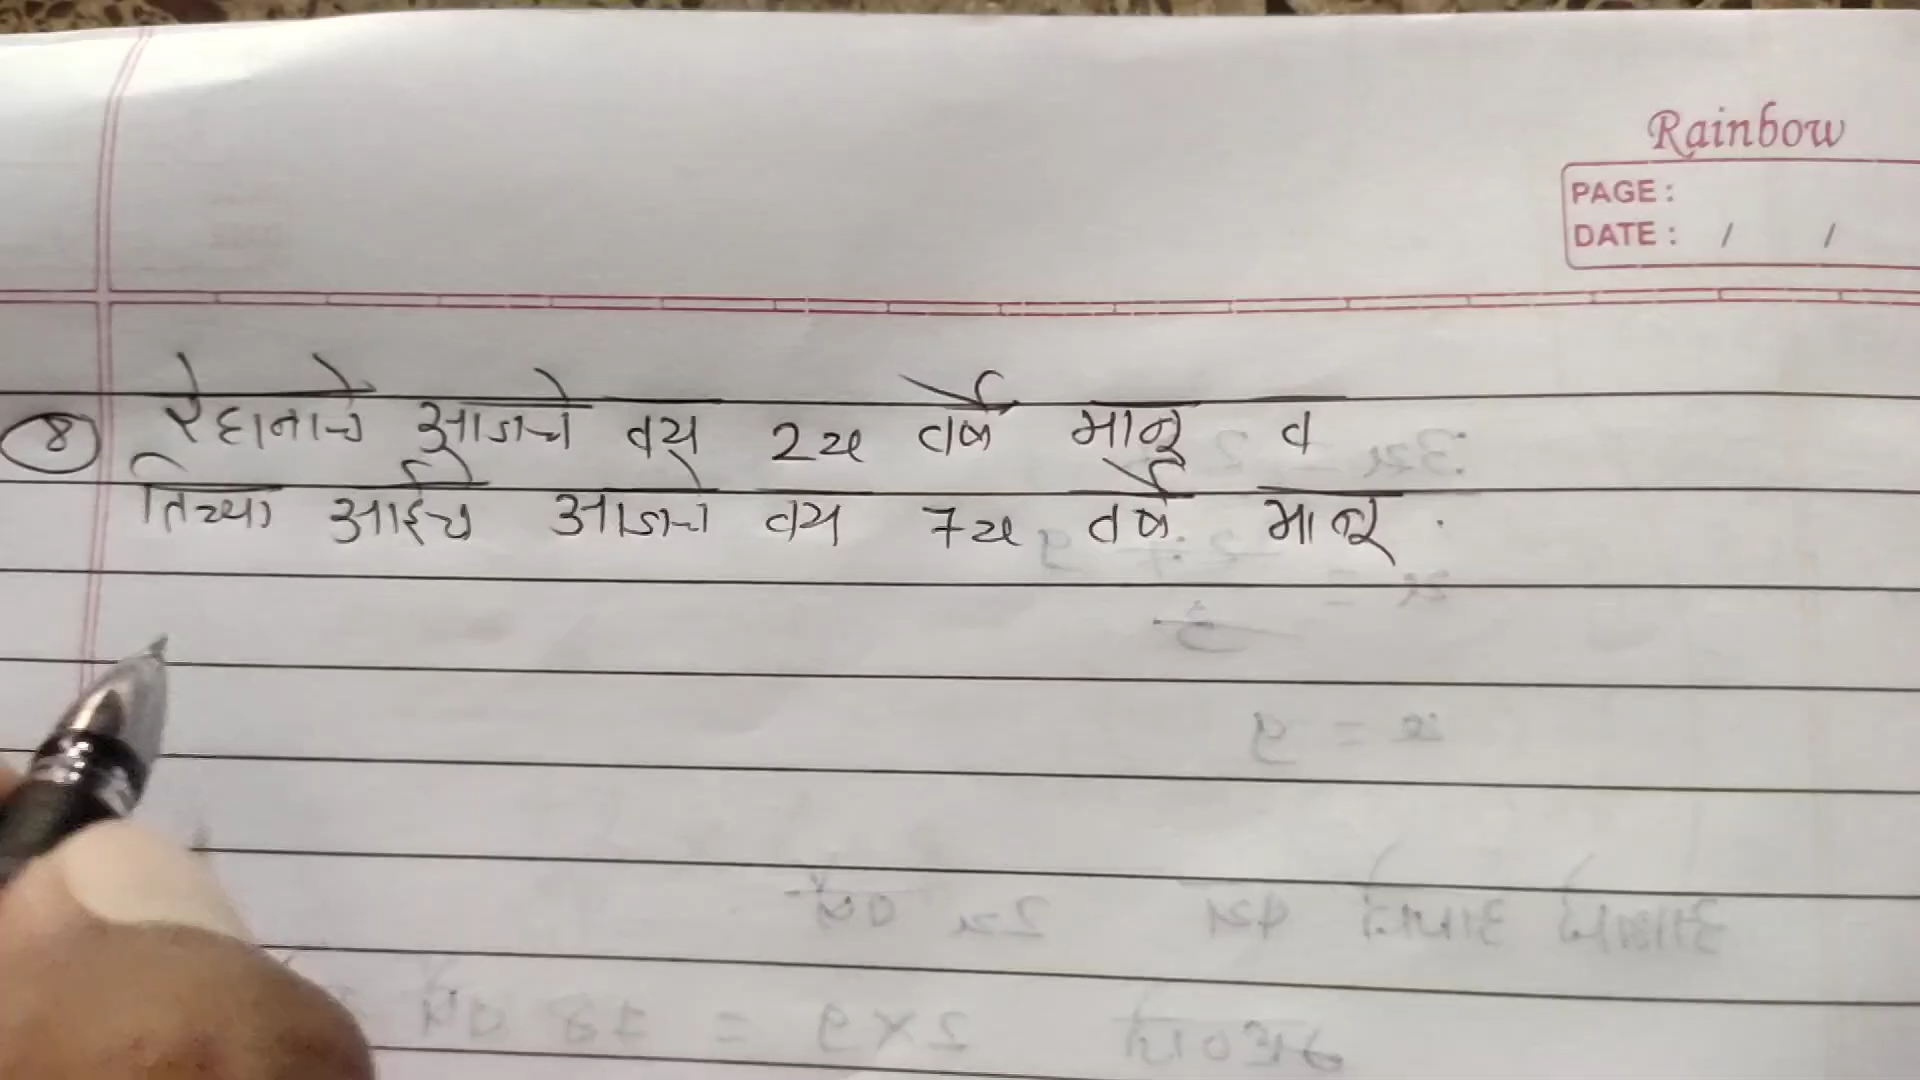 Rainbow
PAGE :
DATE : / /
(8) रेहानाचे आजचे वय 2x वर्षे मानू व
तिच्या आईचे आजचे वय 7x वर्षे मानू .